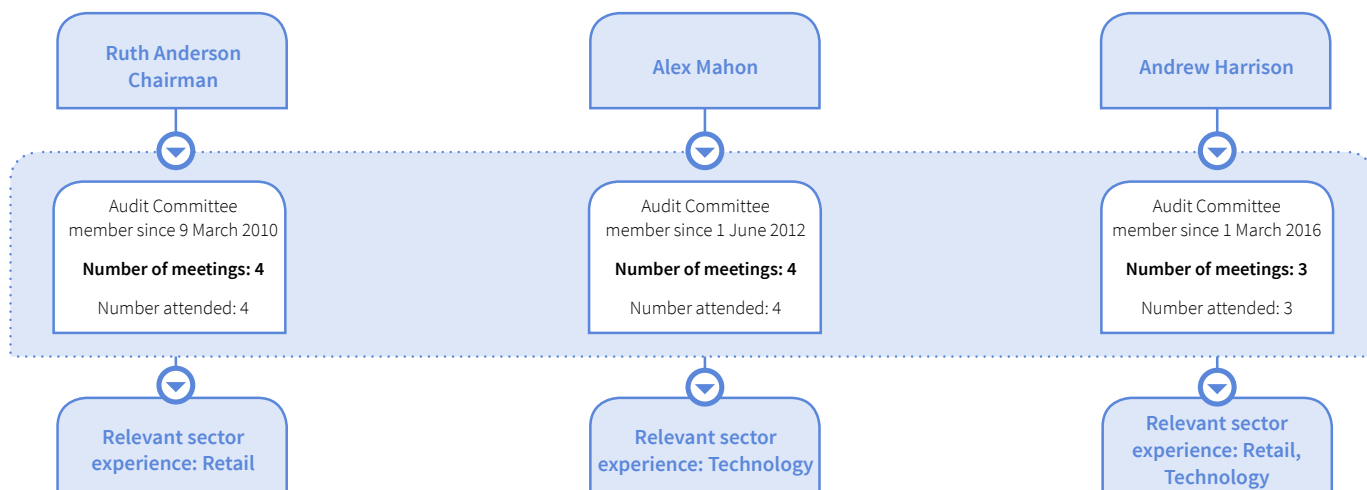 Ruth Anderson
Chairman
Alex Mahon
Andrew Harrison
Audit Committee
member since 9 March 2010
Number of meetings: 4
Number attended: 4
Audit Committee
member since 1 June 2012
Number of meetings: 4
Number attended: 4
Audit Committee
member since 1 March 2016
Number of meetings: 3
Number attended: 3
Relevant sector
experience: Retail
Relevant sector
experience: Technology
Relevant sector
experience: Retail,
Technology